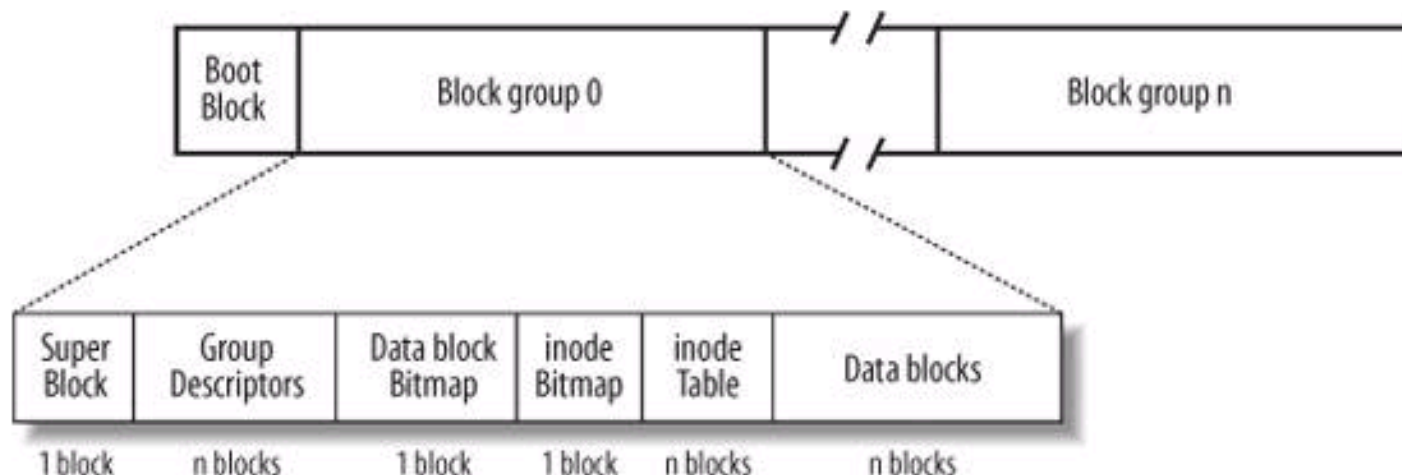 Boot
Block
Block group 0
Block group n
Super
Block
Group
Descriptors
Data block
Bitmap
inode
Bitmap
inode
Table
Data blocks
1 block
n blocks
1 block
1 block
n blocks
n blocks